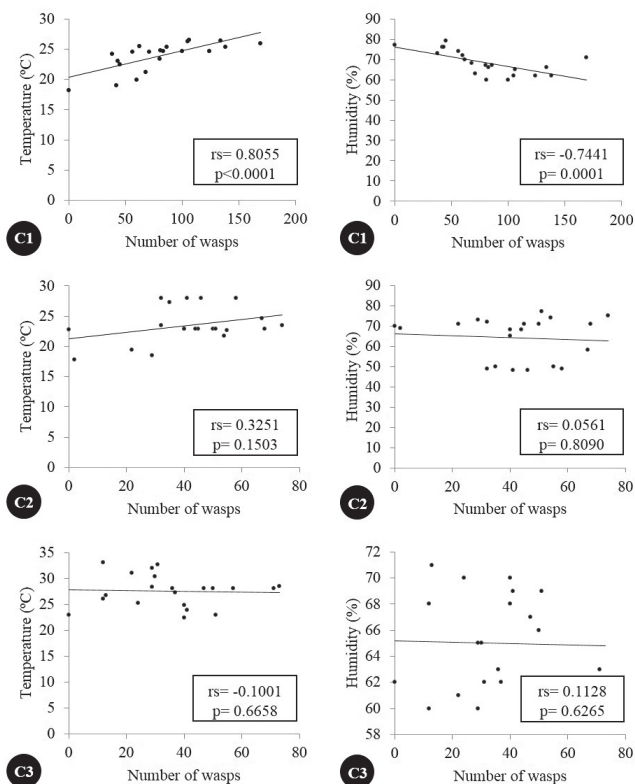 30
25
20
15
10
5
0
Temperature (ºC)
rs= 0.8055
p<0.0001
0 50 100 150 200
Number of wasps
C1
90
80
70
60
50
40
30
20
10
0
Humidity (%)
rs= -0.7441
p= 0.0001
0 50 100 150 200
Number of wasps
C1
30
25
20
15
10
5
0
Temperature (ºC)
rs= 0.3251
p= 0.1503
0 20 40 60 80
Number of wasps
C2
90
80
70
60
50
40
30
20
10
0
Humidity (%)
rs= 0.0561
p= 0.8090
0 20 40 60 80
Number of wasps
C2
35
30
25
20
15
10
5
0
Temperature (ºC)
rs= -0.1001
p= 0.6658
0 20 40 60 80
Number of wasps
C3
72
70
68
66
64
62
60
58
Humidity (%)
rs= 0.1128
p= 0.6265
0 20 40 60 80
Number of wasps
C3